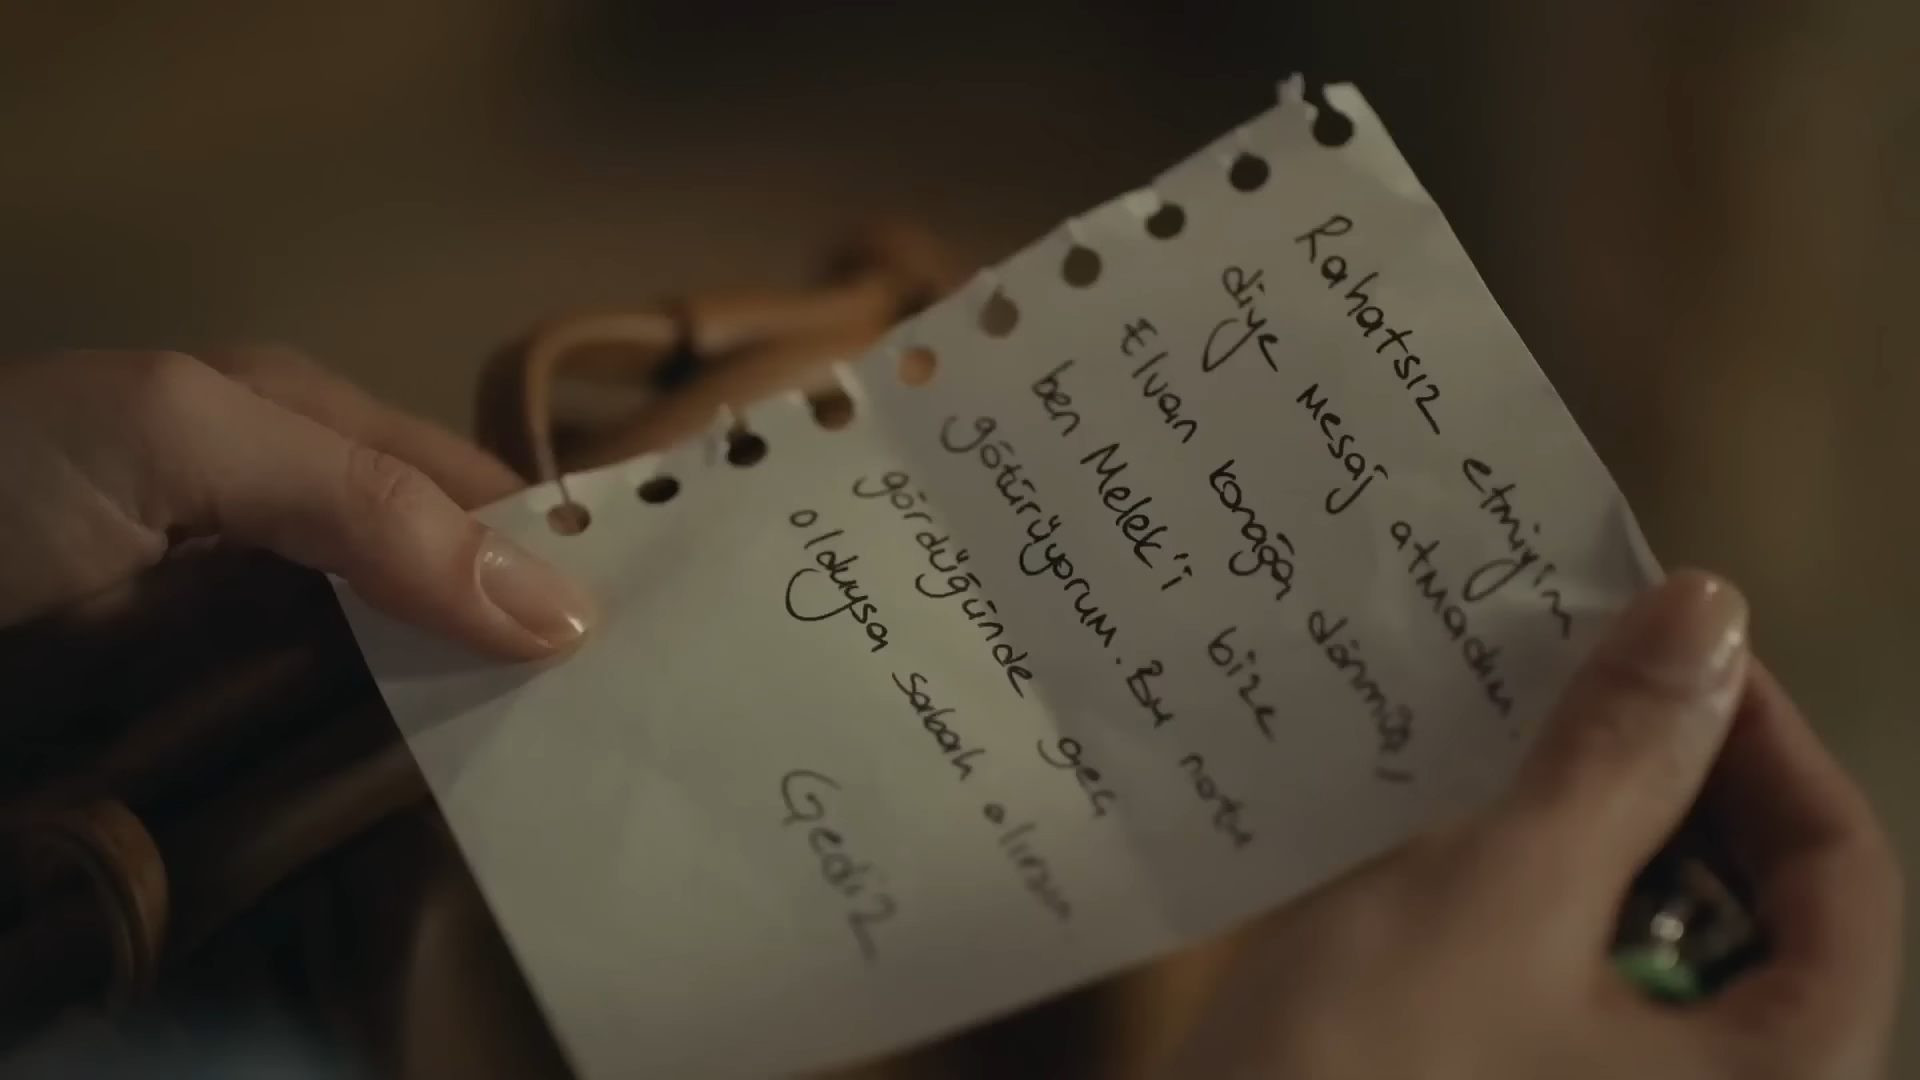 Rahatsız etmiyim
diye mesaj atmadım.
Elvan konağa dönmüş,
ben Melek'i bize
götürüyorum. Bu notu
gördüğünde geç
olduysa sabah alırsın
Gediz